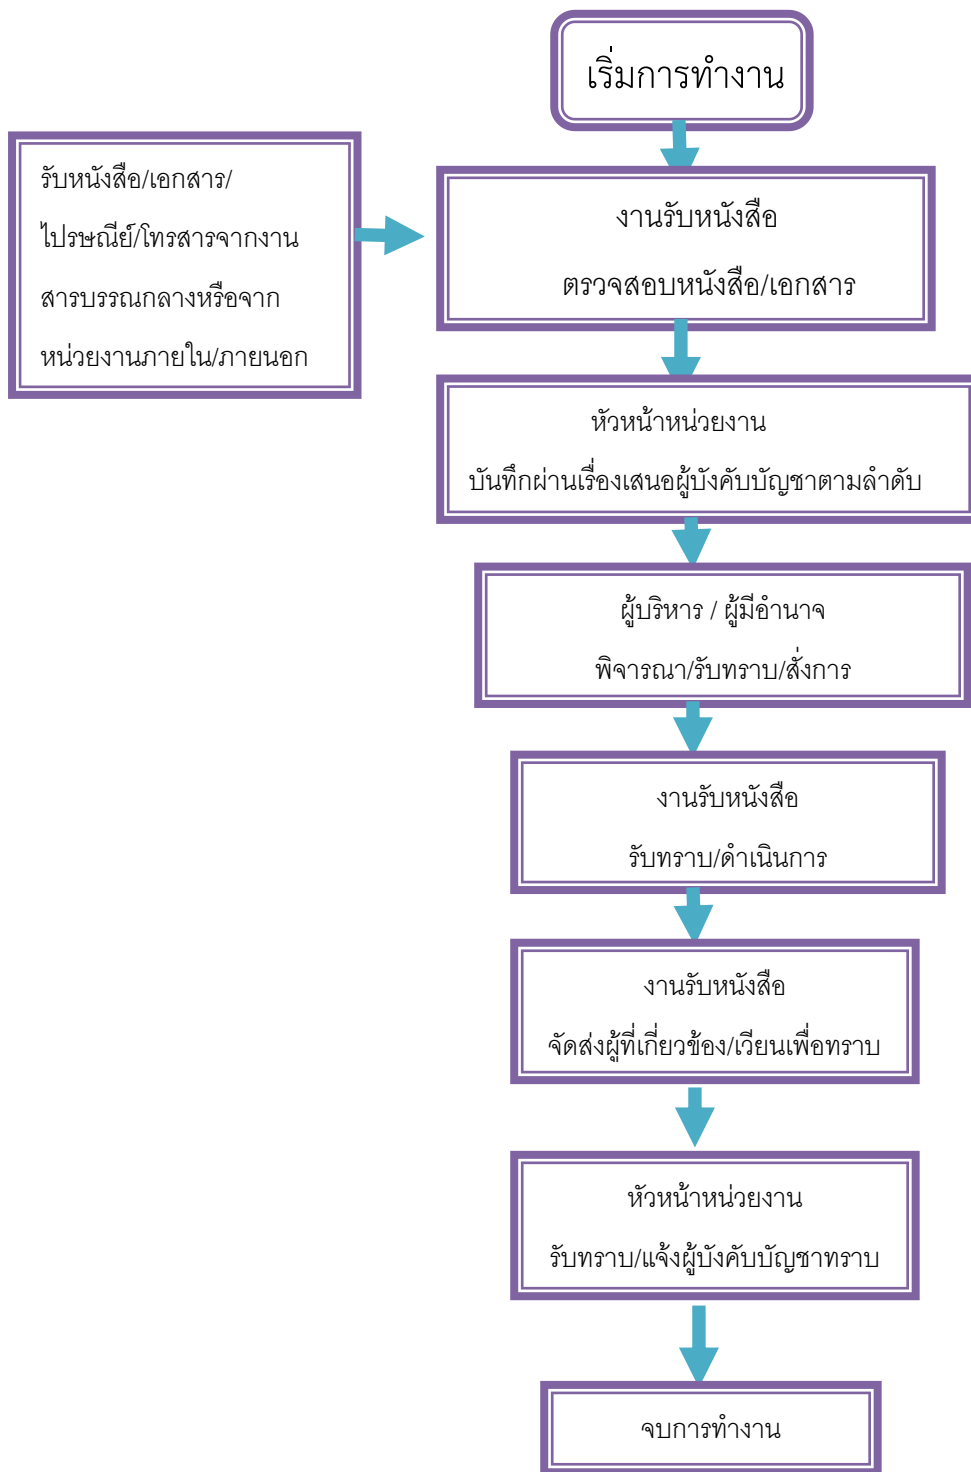 เริ่มการทำงาน
รับหนังสือ/เอกสาร/
ไปรษณีย์/โทรสารจากงาน
สารบรรณกลางหรือจาก
หน่วยงานภายใน/ภายนอก
งานรับหนังสือ
ตรวจสอบหนังสือ/เอกสาร
หัวหน้าหน่วยงาน
บันทึกผ่านเรื่องเสนอผู้บังคับบัญชาตามลำดับ
ผู้บริหาร / ผู้มีอำนาจ
พิจารณา/รับทราบ/สั่งการ
งานรับหนังสือ
รับทราบ/ดำเนินการ
งานรับหนังสือ
จัดส่งผู้ที่เกี่ยวข้อง/เวียนเพื่อทราบ
หัวหน้าหน่วยงาน
รับทราบ/แจ้งผู้บังคับบัญชาทราบ
จบการทำงาน